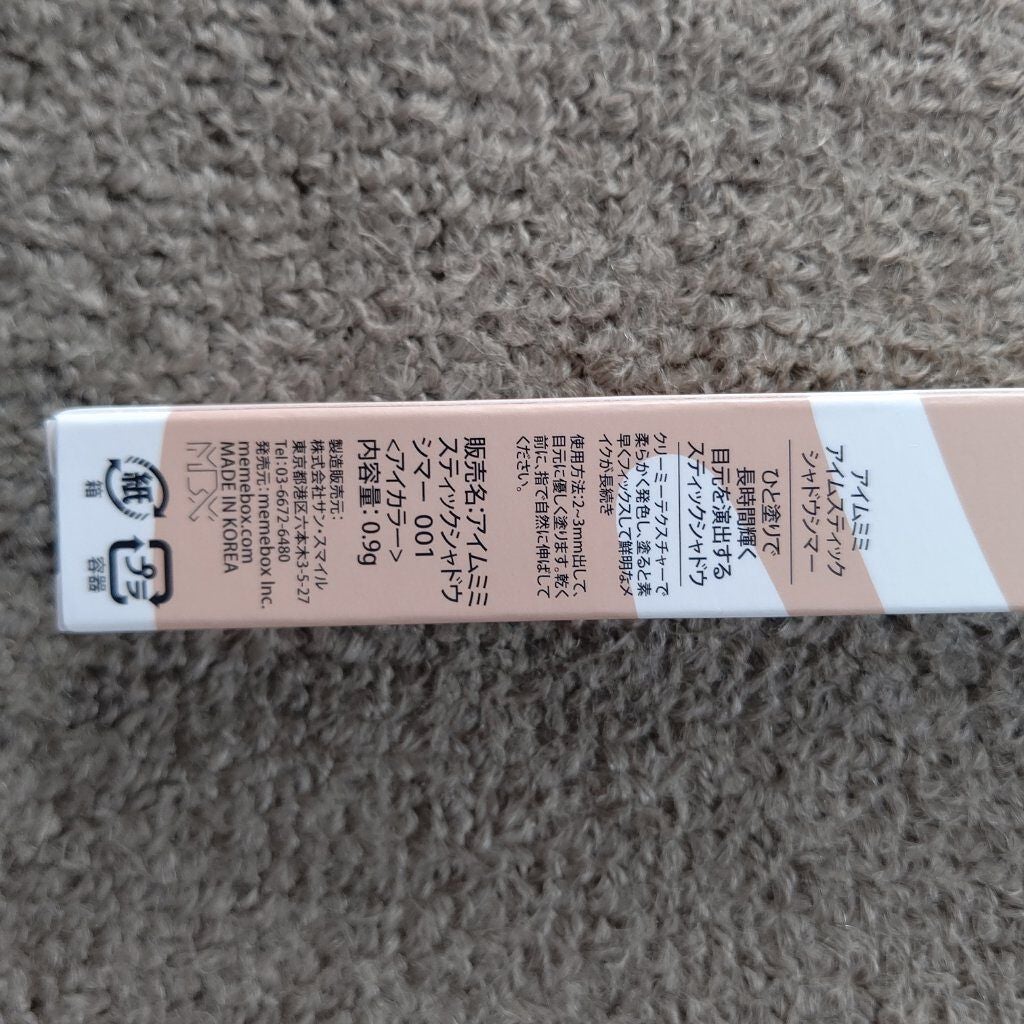 アイムミミ
アイムスティック
シャドウシマー
ひと塗りで
長時間輝く
目元を演出する
スティックシャドウ
クリーミーテクスチャーで
柔らかく発色し、塗ると素
早くフィックスして鮮明なメ
イクが長続き
使用方法:2~3mm出して、
目元に優しく塗ります。乾く
前に、指で自然に伸ばして
ください。
販売名:アイムミミ
スティックシャドウ
シマー 001
<アイカラー>
内容量: 0.9g
製造販売元:
株式会社サン・スマイル
東京都港区六本木3-5-27
Tel:03-6672-6480
発売元:memebox Inc.
memebox.com
MADE IN KOREA
MBX
紙
箱
プラ
容器